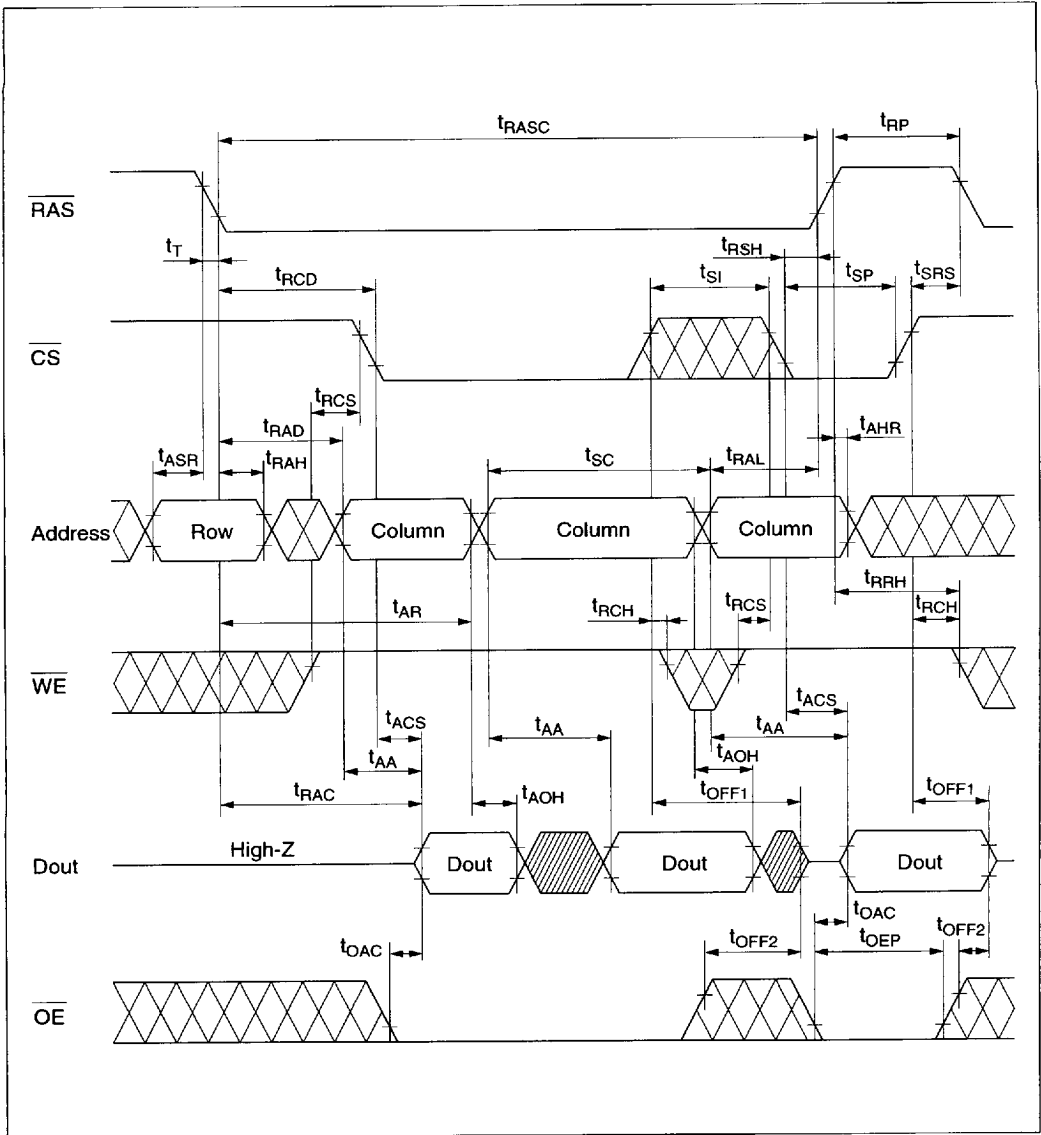 tRASC
tRP
RAS
tT
tRSH
tRCD
tSI
tSP
tSRS
CS
tRCS
tRAD
tAHR
tASR
tRAH
tSC
tRAL
Address
Row
Column
Column
Column
tRRH
tAR
tRCH
tRCS
tRCH
WE
tACS
tACS
tAA
tAA
tAA
tAOH
tRAC
tAOH
tOFF1
tOFF1
High-Z
Dout
Dout
Dout
Dout
tOAC
tOFF2
tOAC
tOEP
tOFF2
OE